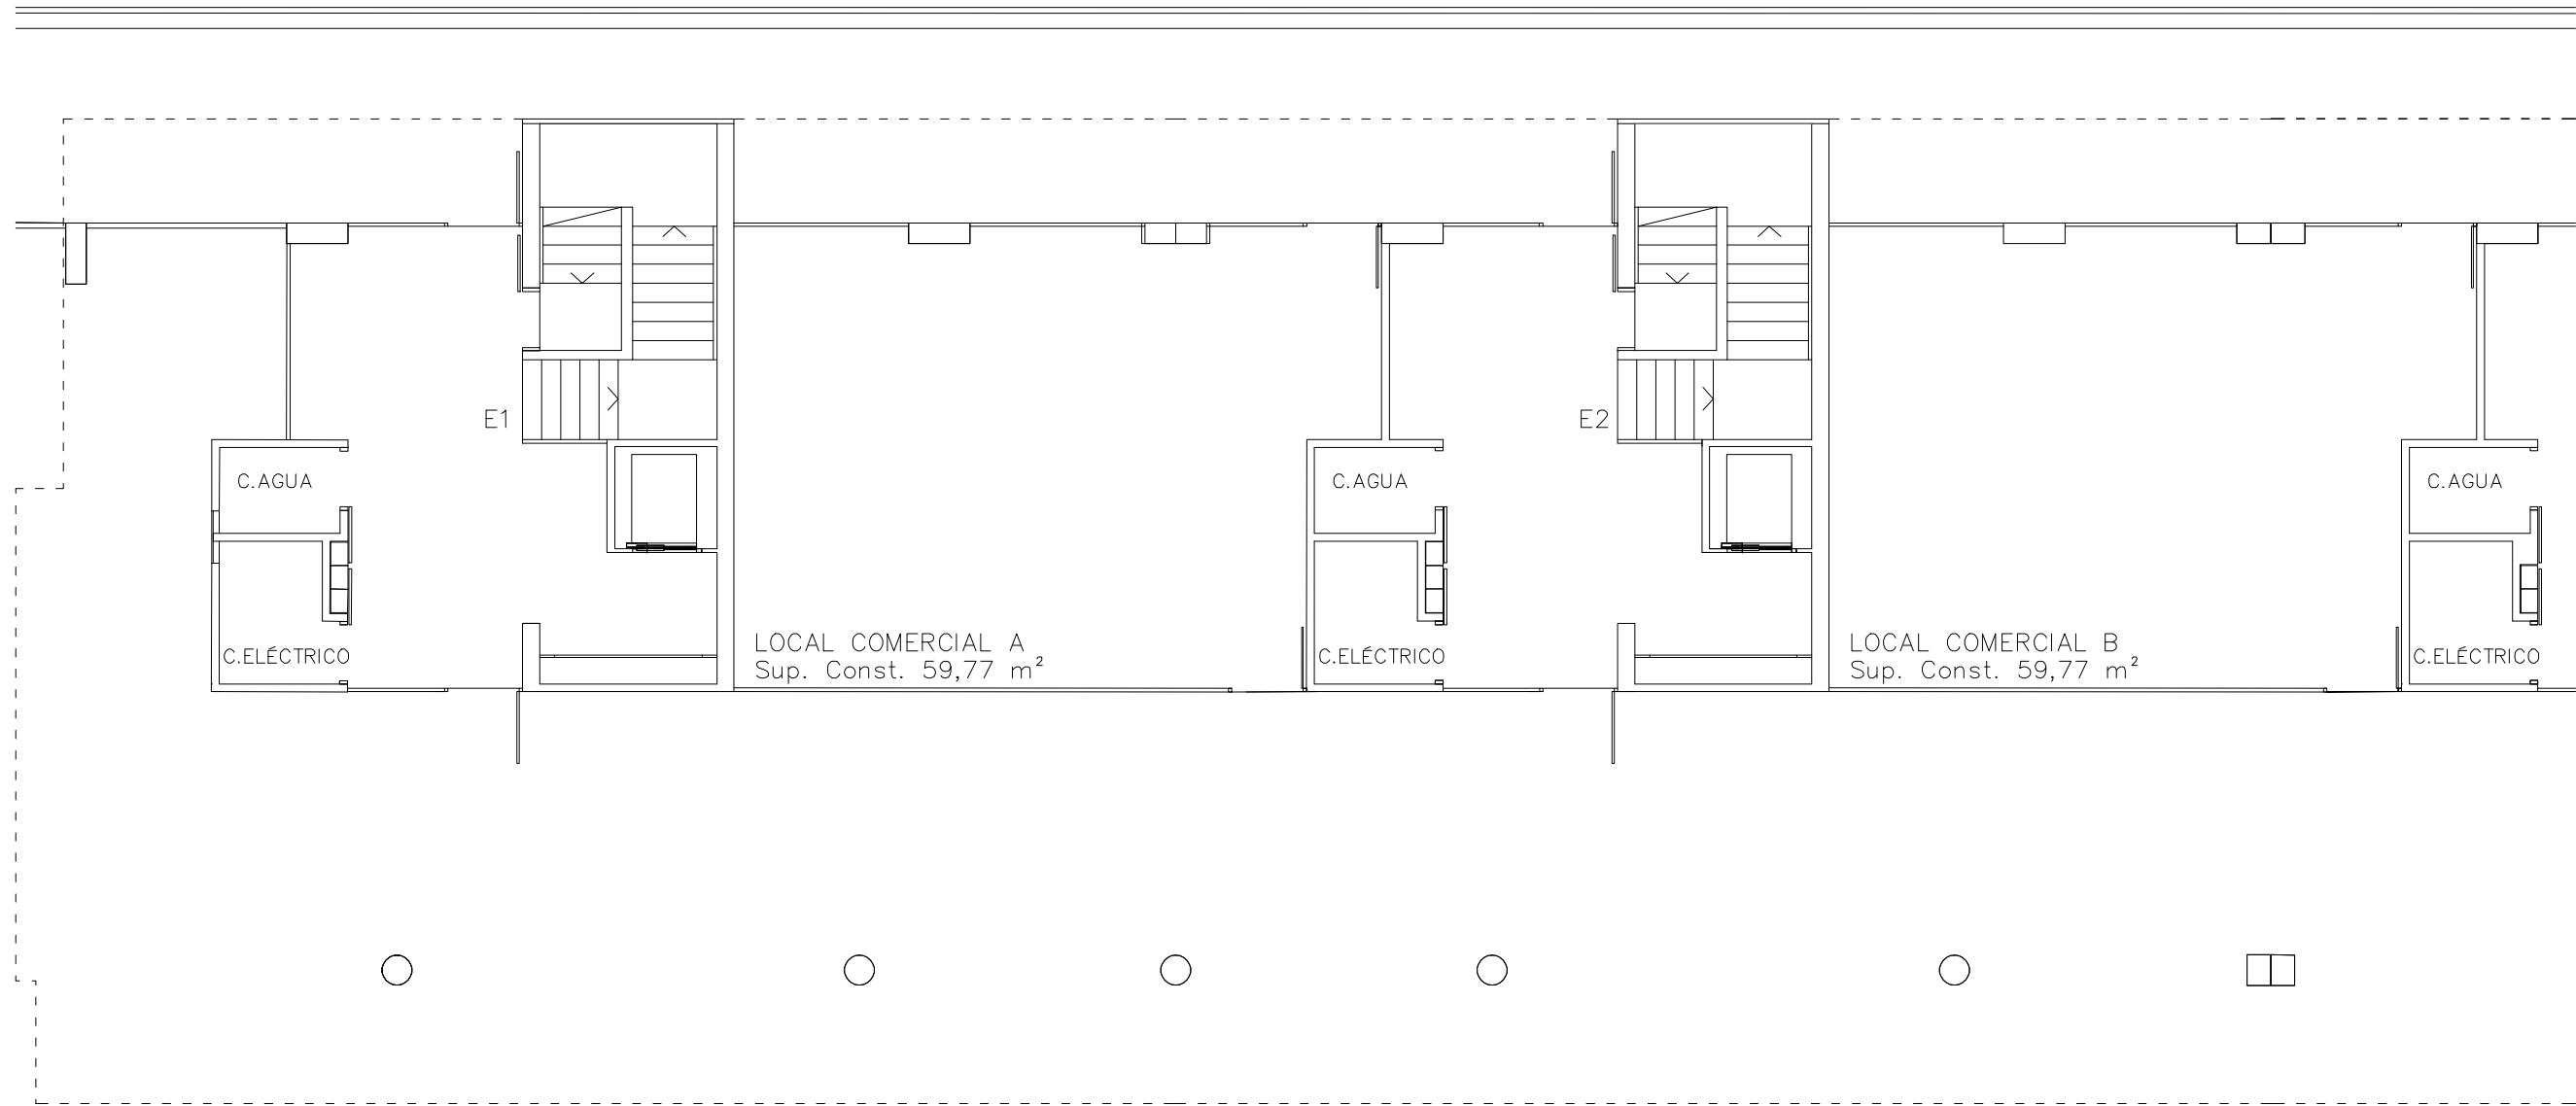 E1
E2
C.AGUA
C.AGUA
C.AGUA
LOCAL COMERCIAL A
Sup. Const. 59,77 m²
LOCAL COMERCIAL B
Sup. Const. 59,77 m²
C.ELÉCTRICO
C.ELÉCTRICO
C.ELÉCTRICO